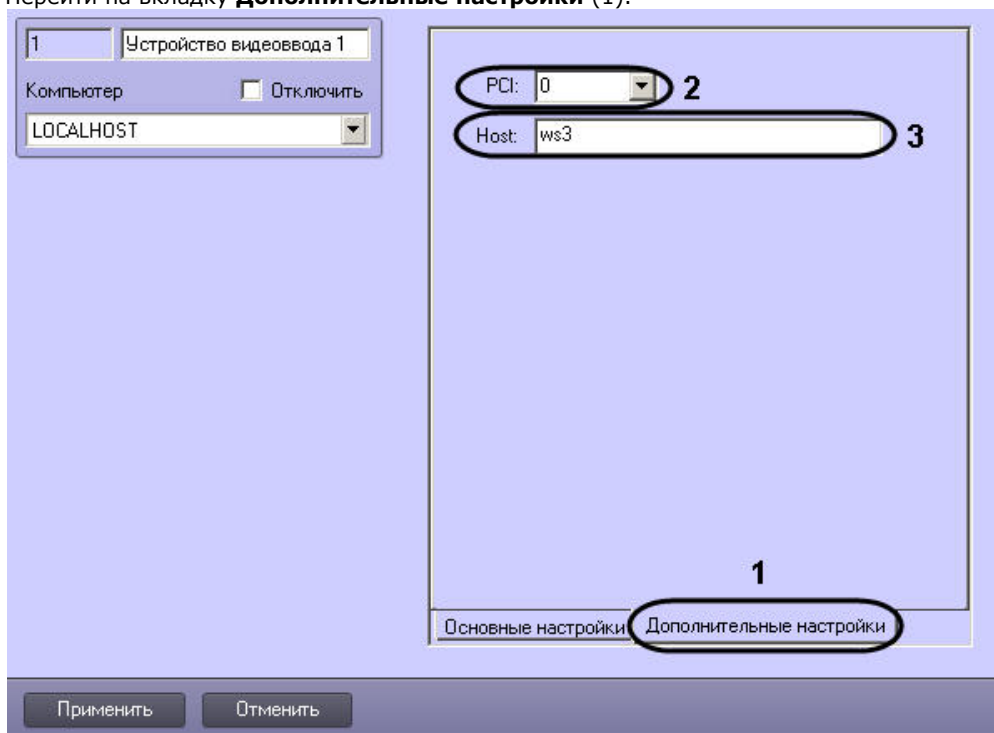 Перейти на вкладку Дополнительные настройки (1).
1 Устройство видеоввода 1
Компьютер Отключить
LOCALHOST
PCI: 0 2
Host: ws3 3
1
Основные настройки Дополнительные настройки
Применить Отменить